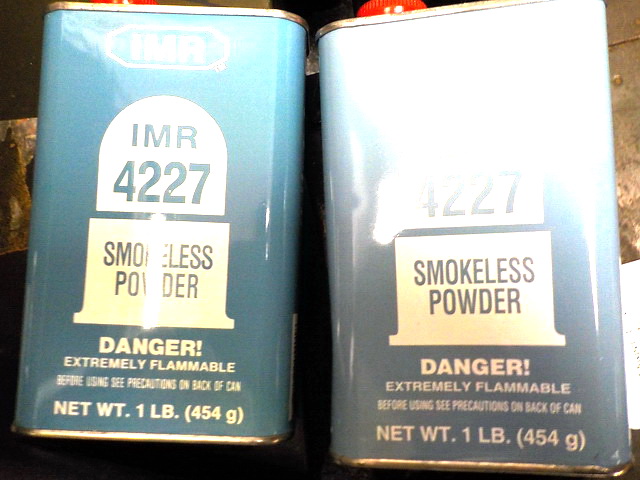 IMR
IMR
4227
SMOKELESS
POWDER
DANGER!
EXTREMELY FLAMMABLE
BEFORE USING SEE PRECAUTIONS ON BACK OF CAN
NET WT. 1 LB. (454 g)
4227
SMOKELESS
POWDER
DANGER!
EXTREMELY FLAMMABLE
BEFORE USING SEE PRECAUTIONS ON BACK OF CAN
NET WT. 1 LB. (454 g)